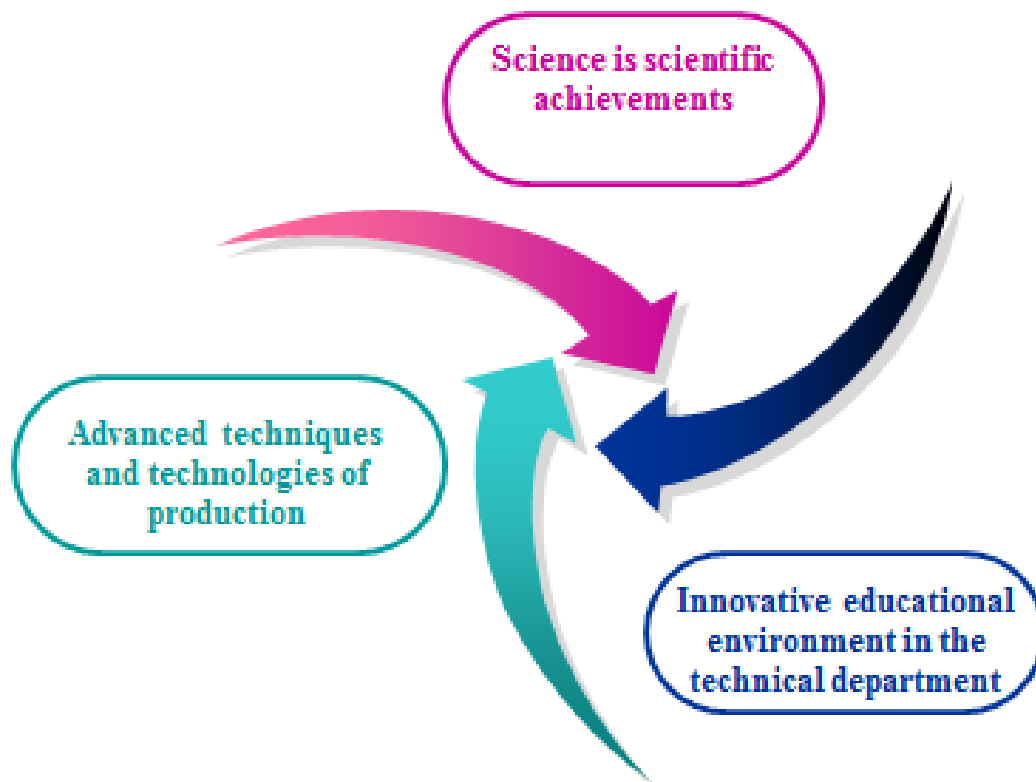 Science is scientific
achievements
Advanced techniques
and technologies of
production
Innovative educational
environment in the
technical department